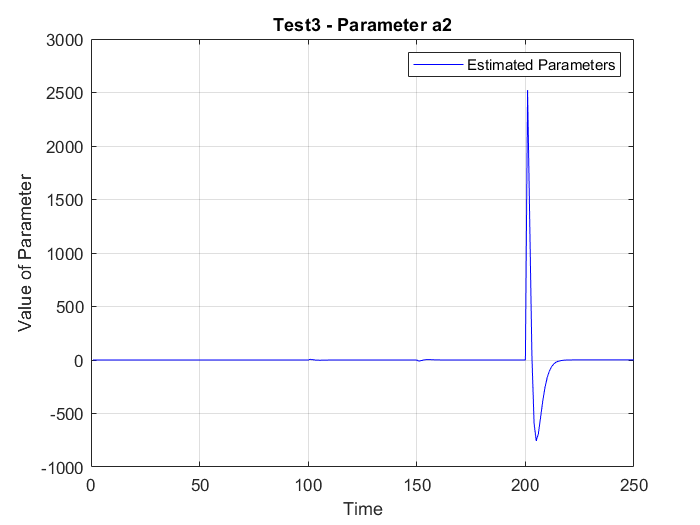 Test3 - Parameter a2
Estimated Parameters
Value of Parameter
3000
2500
2000
1500
1000
500
0
-500
-1000
0 50 100 150 200 250
Time